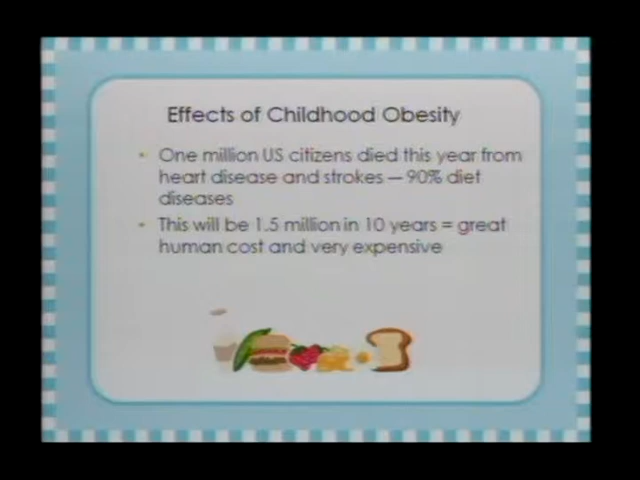 Effects of Childhood Obesity
• One million US citizens died this year from
heart disease and strokes — 90% diet
diseases
• This will be 1.5 million in 10 years = great
human cost and very expensive